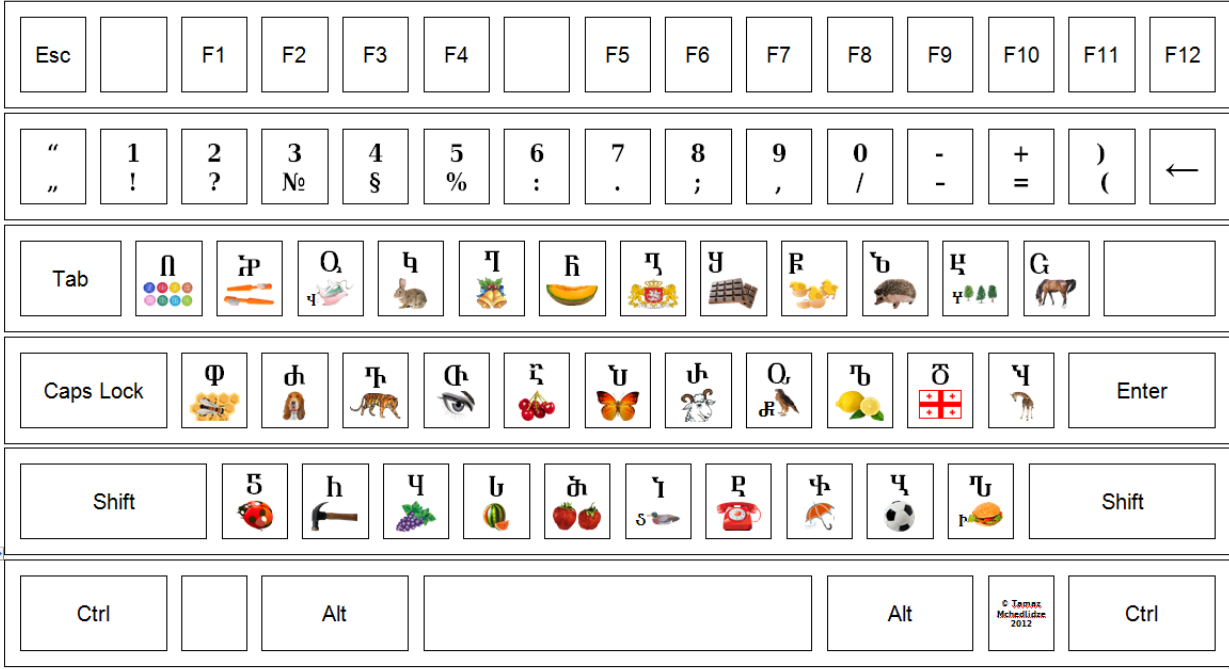 Esc F1 F2 F3 F4 F5 F6 F7 F8 F9 F10 F11 F12
“ 1 2 3 4 5 6 7 8 9 0 - + ) ←
„ ! ? № § % : . ; , / – = (
Tab Ⴖ Ⴟ Ⴓ Ⴉ Ⴄ Ⴌ Ⴂ Ⴘ Ⴜ Ⴆ Ⴞ Ⴚ
Ⴣ Ⴤ
Caps Lock Ⴔ Ⴛ Ⴅ Ⴇ Ⴀ Ⴎ Ⴐ Ⴍ Ⴊ Ⴃ Ⴏ Enter
Ⴥ
Shift Ⴝ Ⴙ Ⴗ Ⴑ Ⴋ Ⴈ Ⴒ Ⴕ Ⴁ Ⴠ Shift
Ctrl Alt Alt © Tamaz Ctrl
Mchedlidze
2012